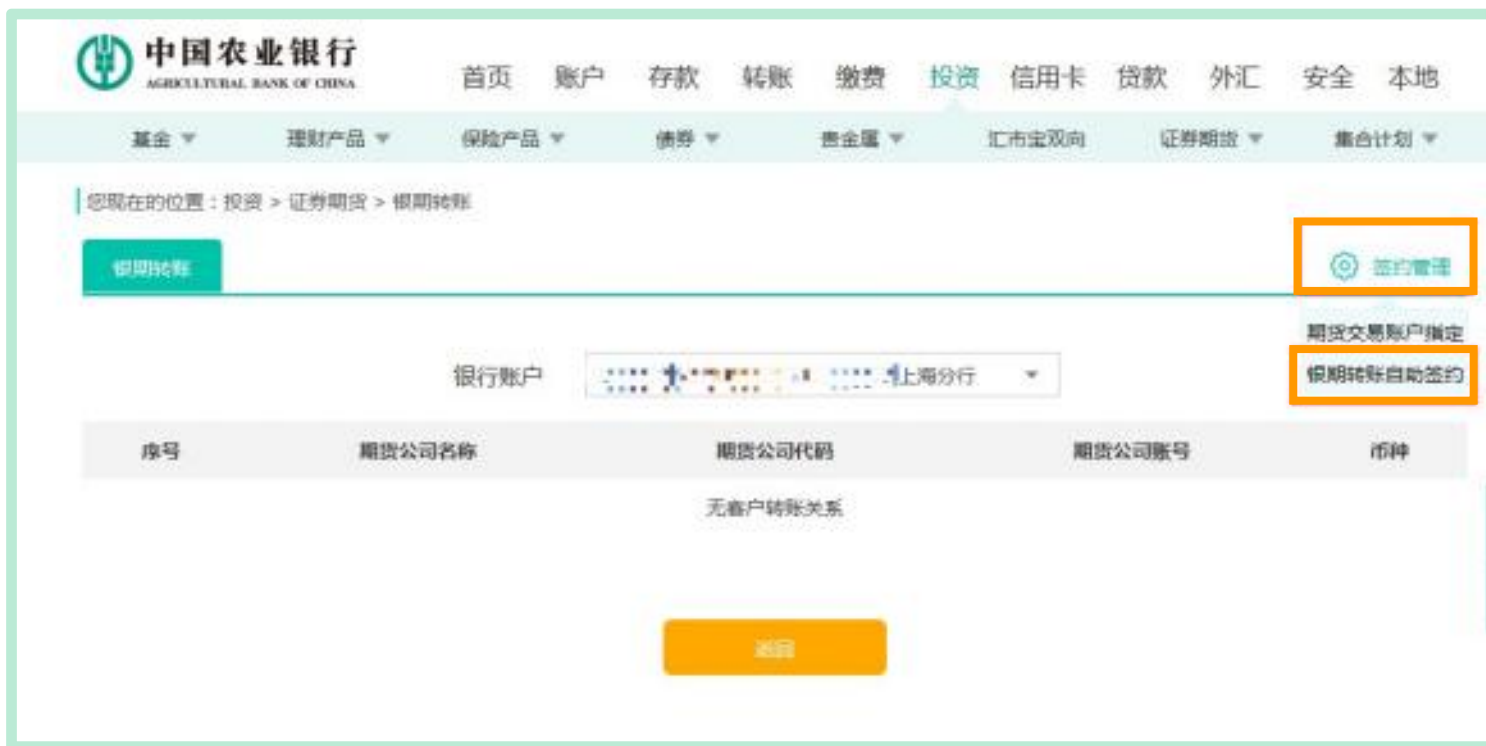 中国农业银行
AGRICULTURAL BANK OF CHINA
首页 账户 存款 转账 缴费 投资 信用卡 贷款 外汇 安全 本地
基金 理财产品 保险产品 债券 贵金属 汇市宝双向 证券期货 集合计划
您现在的位置：投资 > 证券期货 > 银期转账
银期转账 签约管理
期货交易账户指定
银行账户 上海分行 银期转账自助签约
序号 期货公司名称 期货公司代码 期货公司账号 币种
无客户转账关系
返回